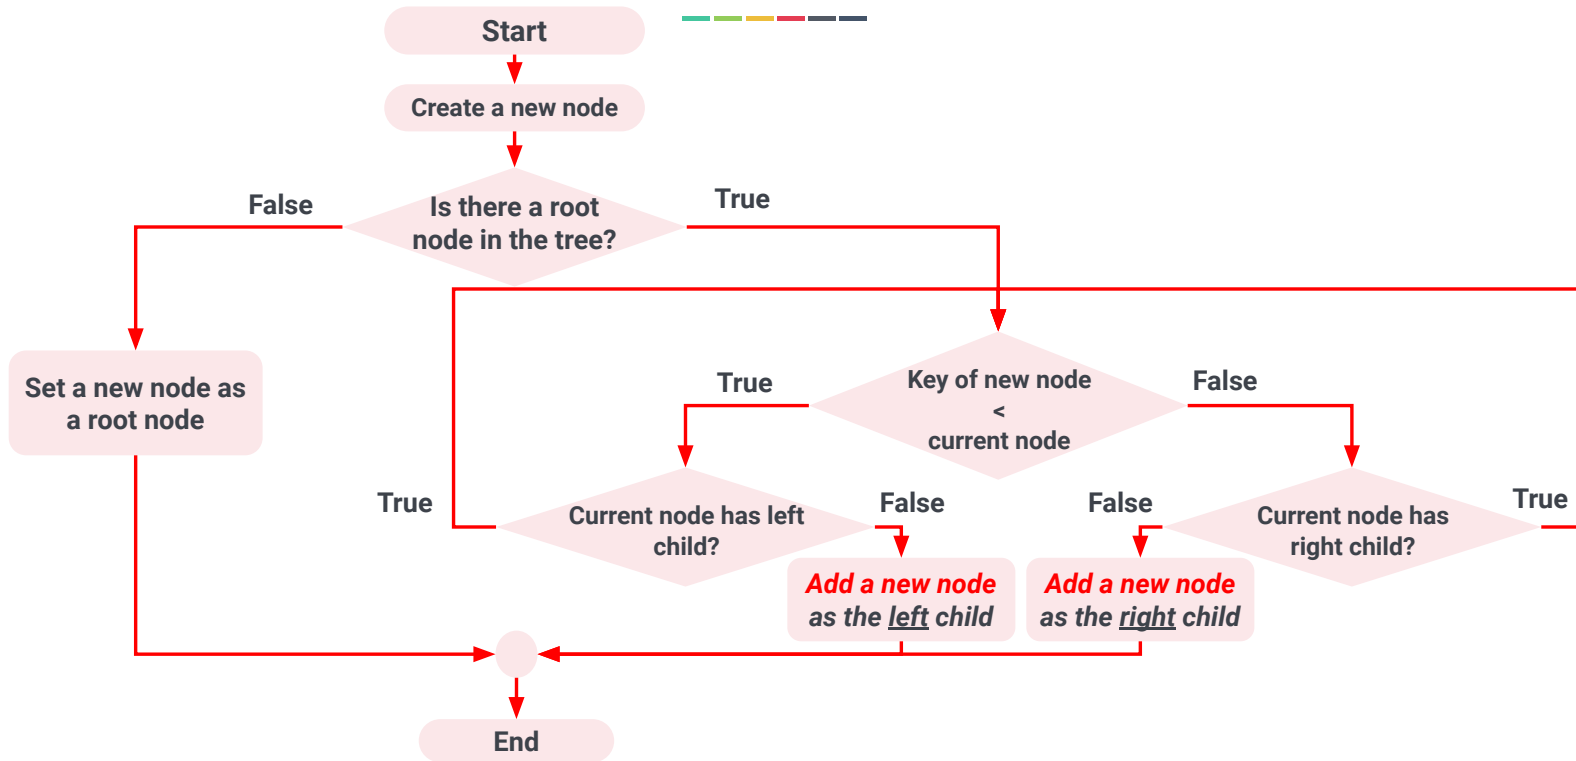 Start
Create a new node
Is there a root
node in the tree?
False
True
Set a new node as
a root node
Key of new node
<
current node
True
False
Current node has left
child?
True
False
Current node has
right child?
False
True
Add a new node
as the left child
Add a new node
as the right child
End